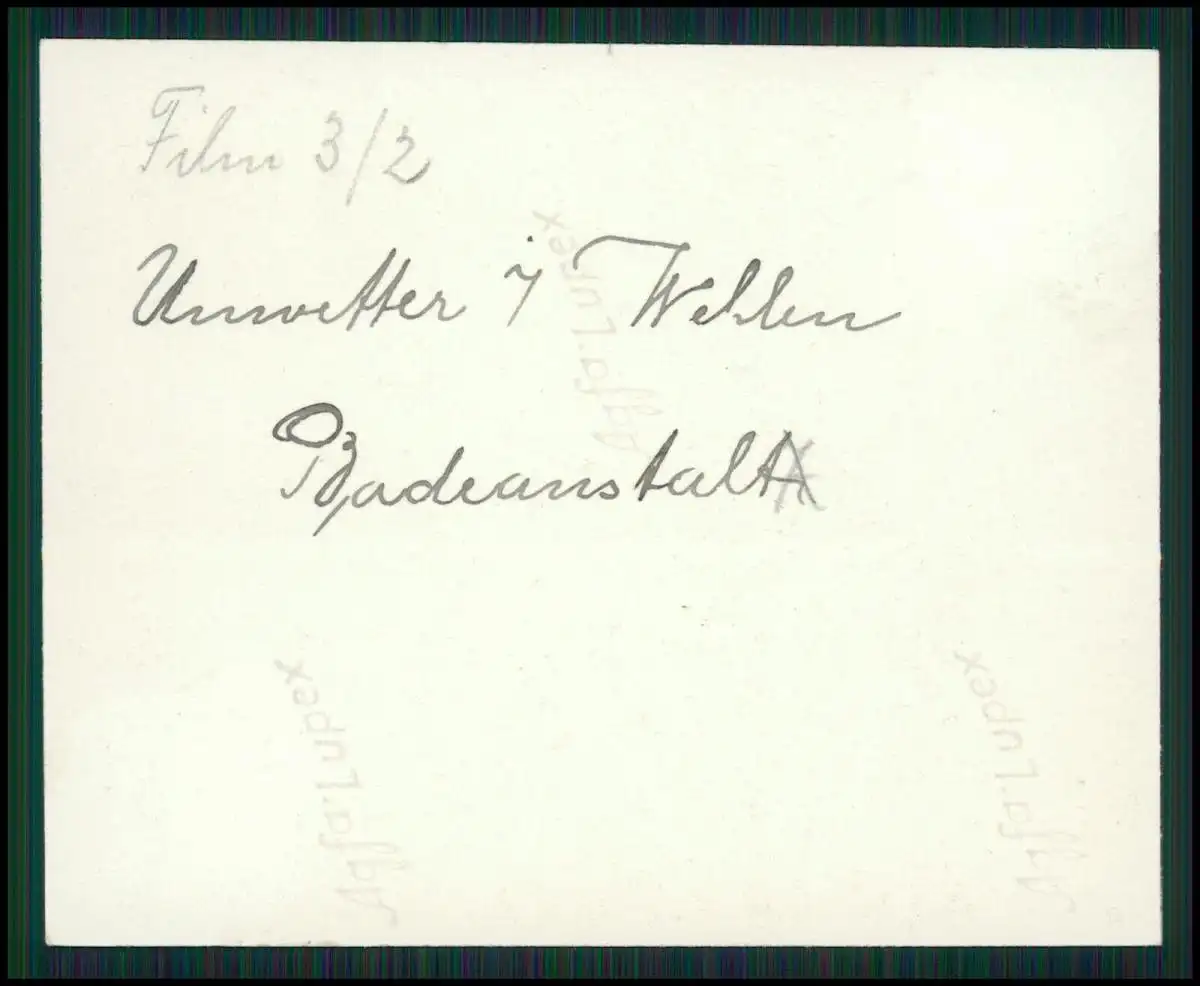 Film 3/2
Unwetter i Wehlen
Badeanstalt
Agfa-Lupex
Agfa-Lupex
Agfa-Lupex